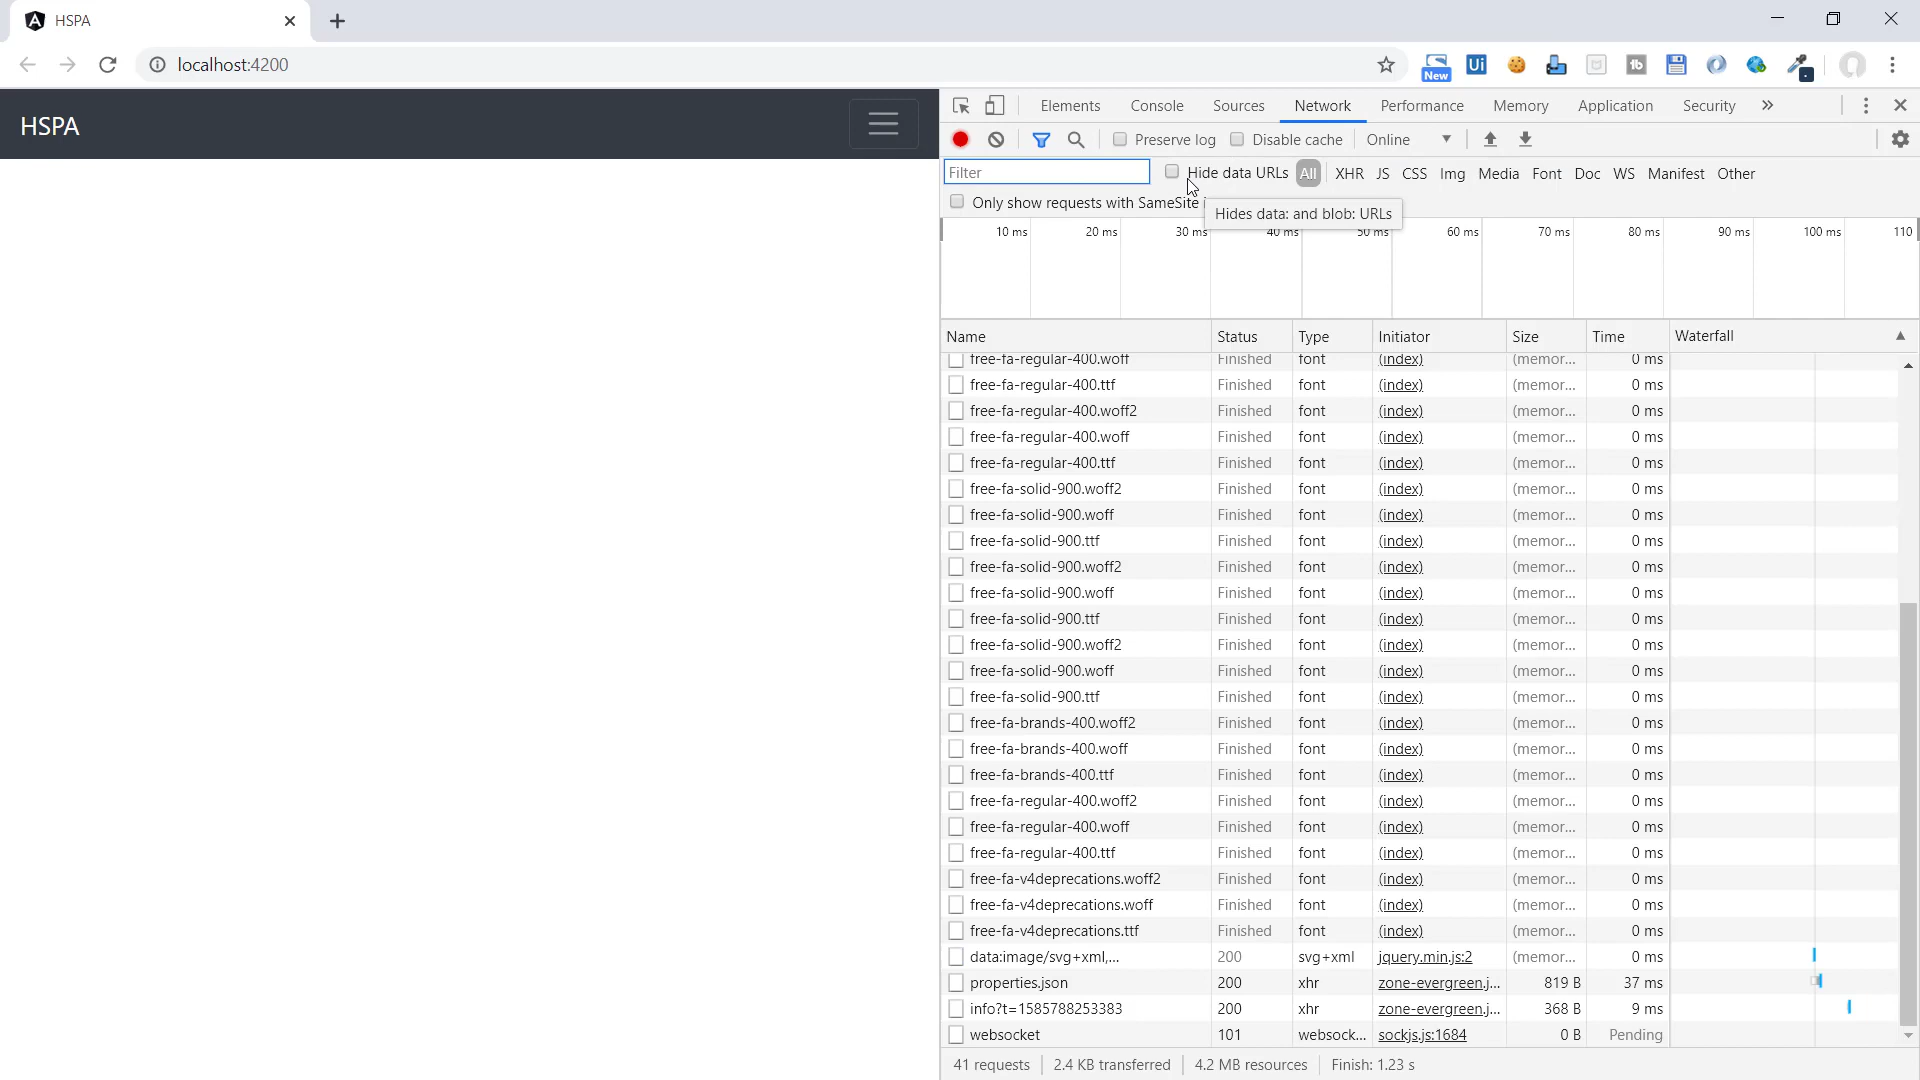 HSPA
localhost:4200
Ui
New
HSPA
Elements Console Sources Network Performance Memory Application Security »
Preserve log Disable cache Online
Filter Hide data URLs All XHR JS CSS Img Media Font Doc WS Manifest Other
Only show requests with SameSite
Hides data: and blob: URLs
10 ms 20 ms 30 ms 40 ms 50 ms 60 ms 70 ms 80 ms 90 ms 100 ms 110
Name Status Type Initiator Size Time Waterfall
free-fa-regular-400.woff Finished font (index) (memor... 0 ms
free-fa-regular-400.ttf Finished font (index) (memor... 0 ms
free-fa-regular-400.woff2 Finished font (index) (memor... 0 ms
free-fa-regular-400.woff Finished font (index) (memor... 0 ms
free-fa-regular-400.ttf Finished font (index) (memor... 0 ms
free-fa-solid-900.woff2 Finished font (index) (memor... 0 ms
free-fa-solid-900.woff Finished font (index) (memor... 0 ms
free-fa-solid-900.ttf Finished font (index) (memor... 0 ms
free-fa-solid-900.woff2 Finished font (index) (memor... 0 ms
free-fa-solid-900.woff Finished font (index) (memor... 0 ms
free-fa-solid-900.ttf Finished font (index) (memor... 0 ms
free-fa-solid-900.woff2 Finished font (index) (memor... 0 ms
free-fa-solid-900.woff Finished font (index) (memor... 0 ms
free-fa-solid-900.ttf Finished font (index) (memor... 0 ms
free-fa-brands-400.woff2 Finished font (index) (memor... 0 ms
free-fa-brands-400.woff Finished font (index) (memor... 0 ms
free-fa-brands-400.ttf Finished font (index) (memor... 0 ms
free-fa-regular-400.woff2 Finished font (index) (memor... 0 ms
free-fa-regular-400.woff Finished font (index) (memor... 0 ms
free-fa-regular-400.ttf Finished font (index) (memor... 0 ms
free-fa-v4deprecations.woff2 Finished font (index) (memor... 0 ms
free-fa-v4deprecations.woff Finished font (index) (memor... 0 ms
free-fa-v4deprecations.ttf Finished font (index) (memor... 0 ms
data:image/svg+xml,... 200 svg+xml jquery.min.js:2 (memor... 0 ms
properties.json 200 xhr zone-evergreen.j... 819 B 37 ms
info?t=1585788253383 200 xhr zone-evergreen.j... 368 B 9 ms
websocket 101 websock... sockjs.js:1684 0 B Pending
41 requests 2.4 KB transferred 4.2 MB resources Finish: 1.23 s